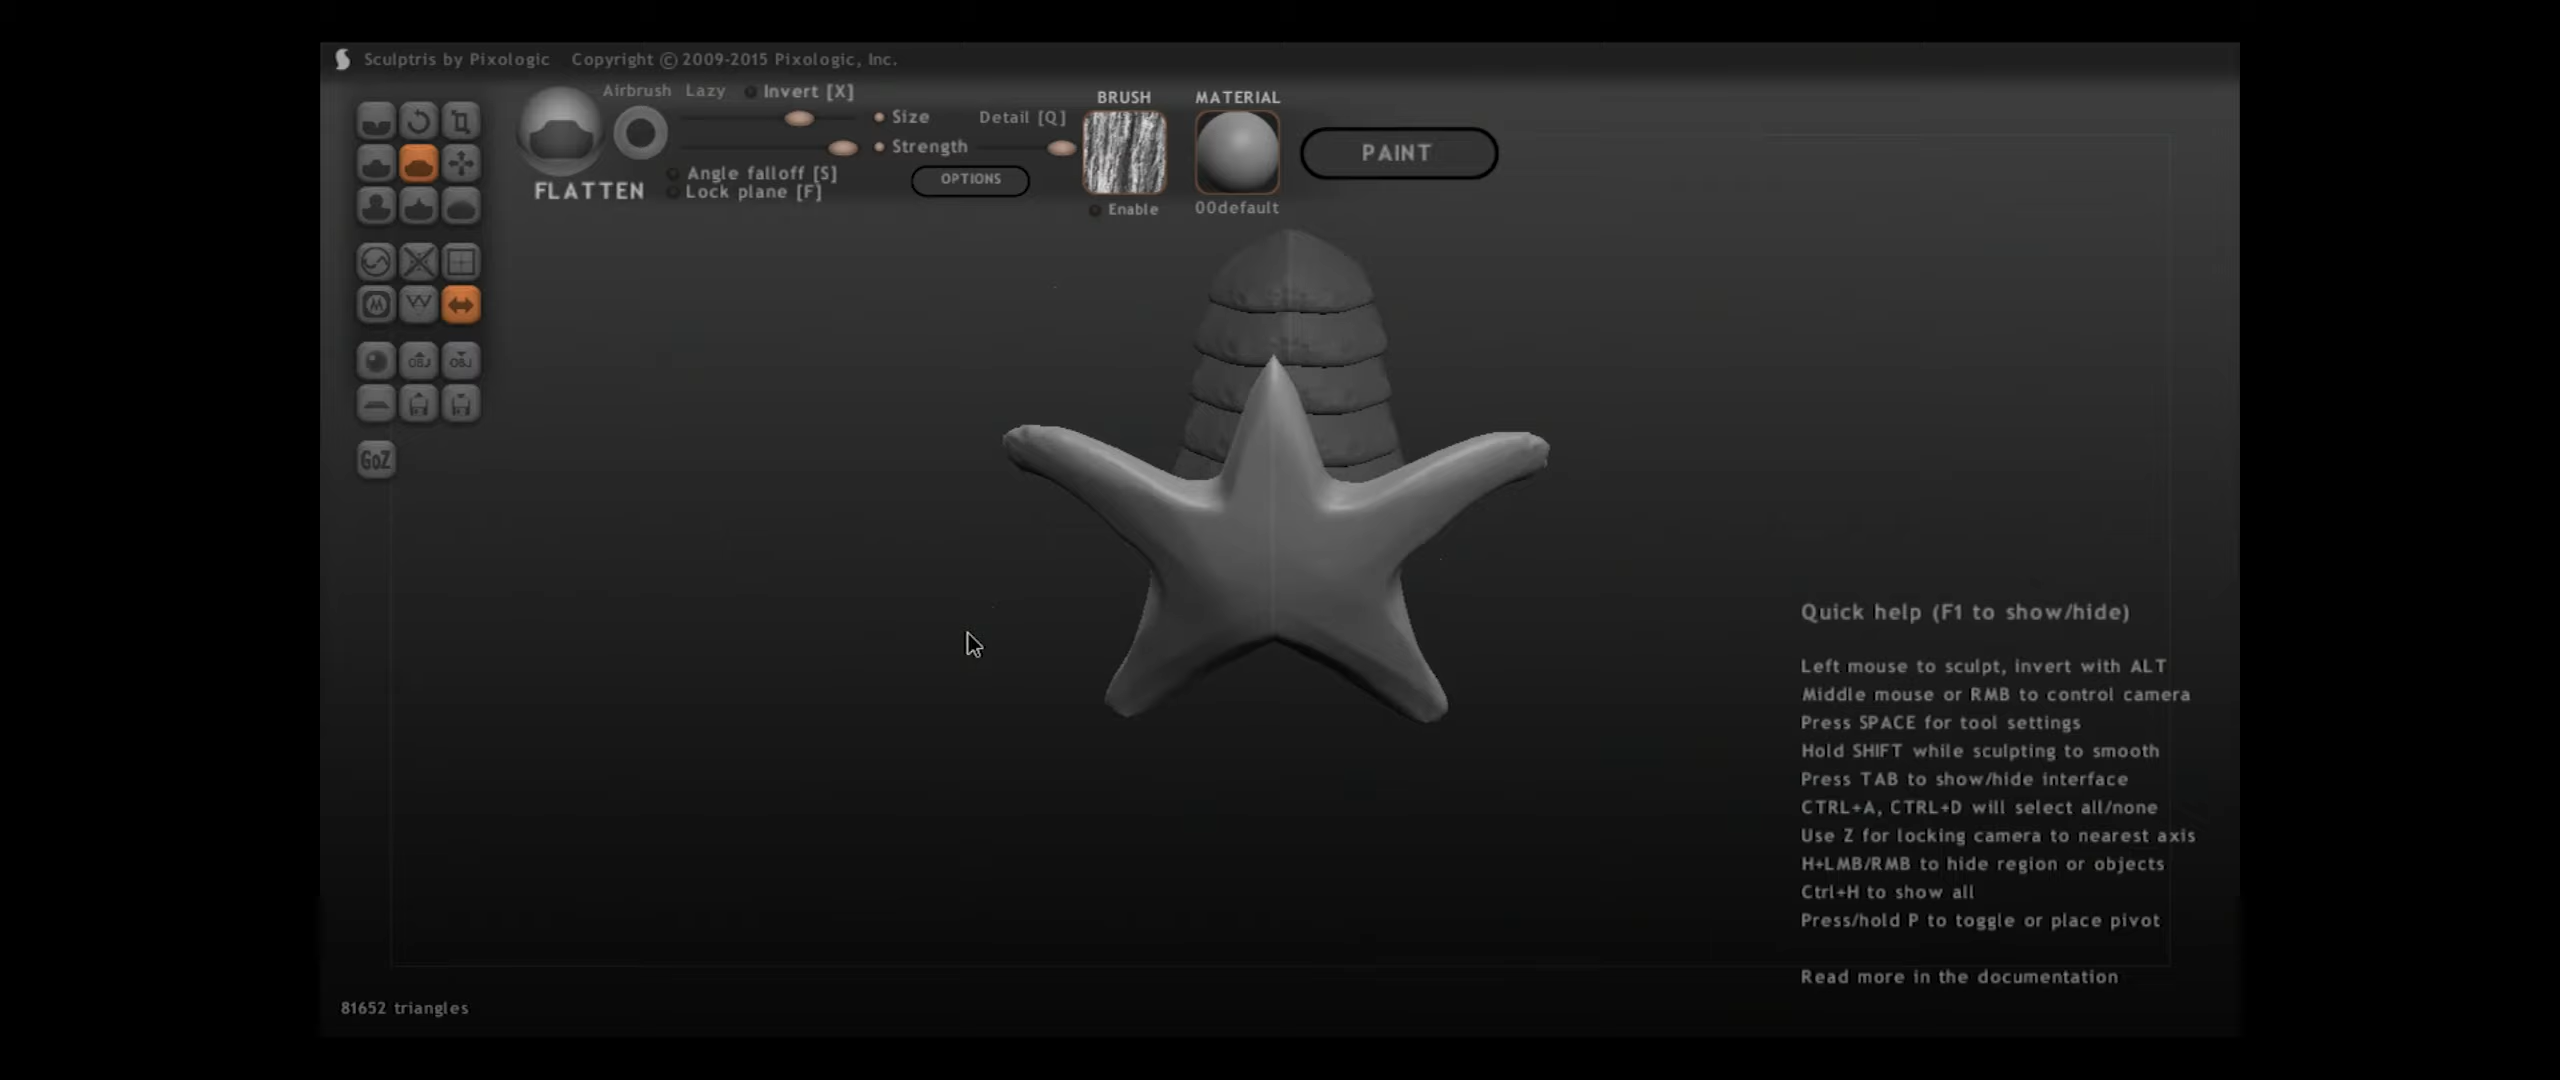 Sculptris by Pixologic Copyright © 2009-2015 Pixologic, Inc.
Airbrush Lazy Invert [X]
Size Detail [Q]
Strength
Angle falloff [S]
Lock plane [F]
OPTIONS
FLATTEN
BRUSH
Enable
MATERIAL
00default
PAINT
OBJ OBJ
GoZ
Quick help (F1 to show/hide)
Left mouse to sculpt, invert with ALT
Middle mouse or RMB to control camera
Press SPACE for tool settings
Hold SHIFT while sculpting to smooth
Press TAB to show/hide interface
CTRL+A, CTRL+D will select all/none
Use Z for locking camera to nearest axis
H+LMB/RMB to hide region or objects
Ctrl+H to show all
Press/hold P to toggle or place pivot
Read more in the documentation
81652 triangles